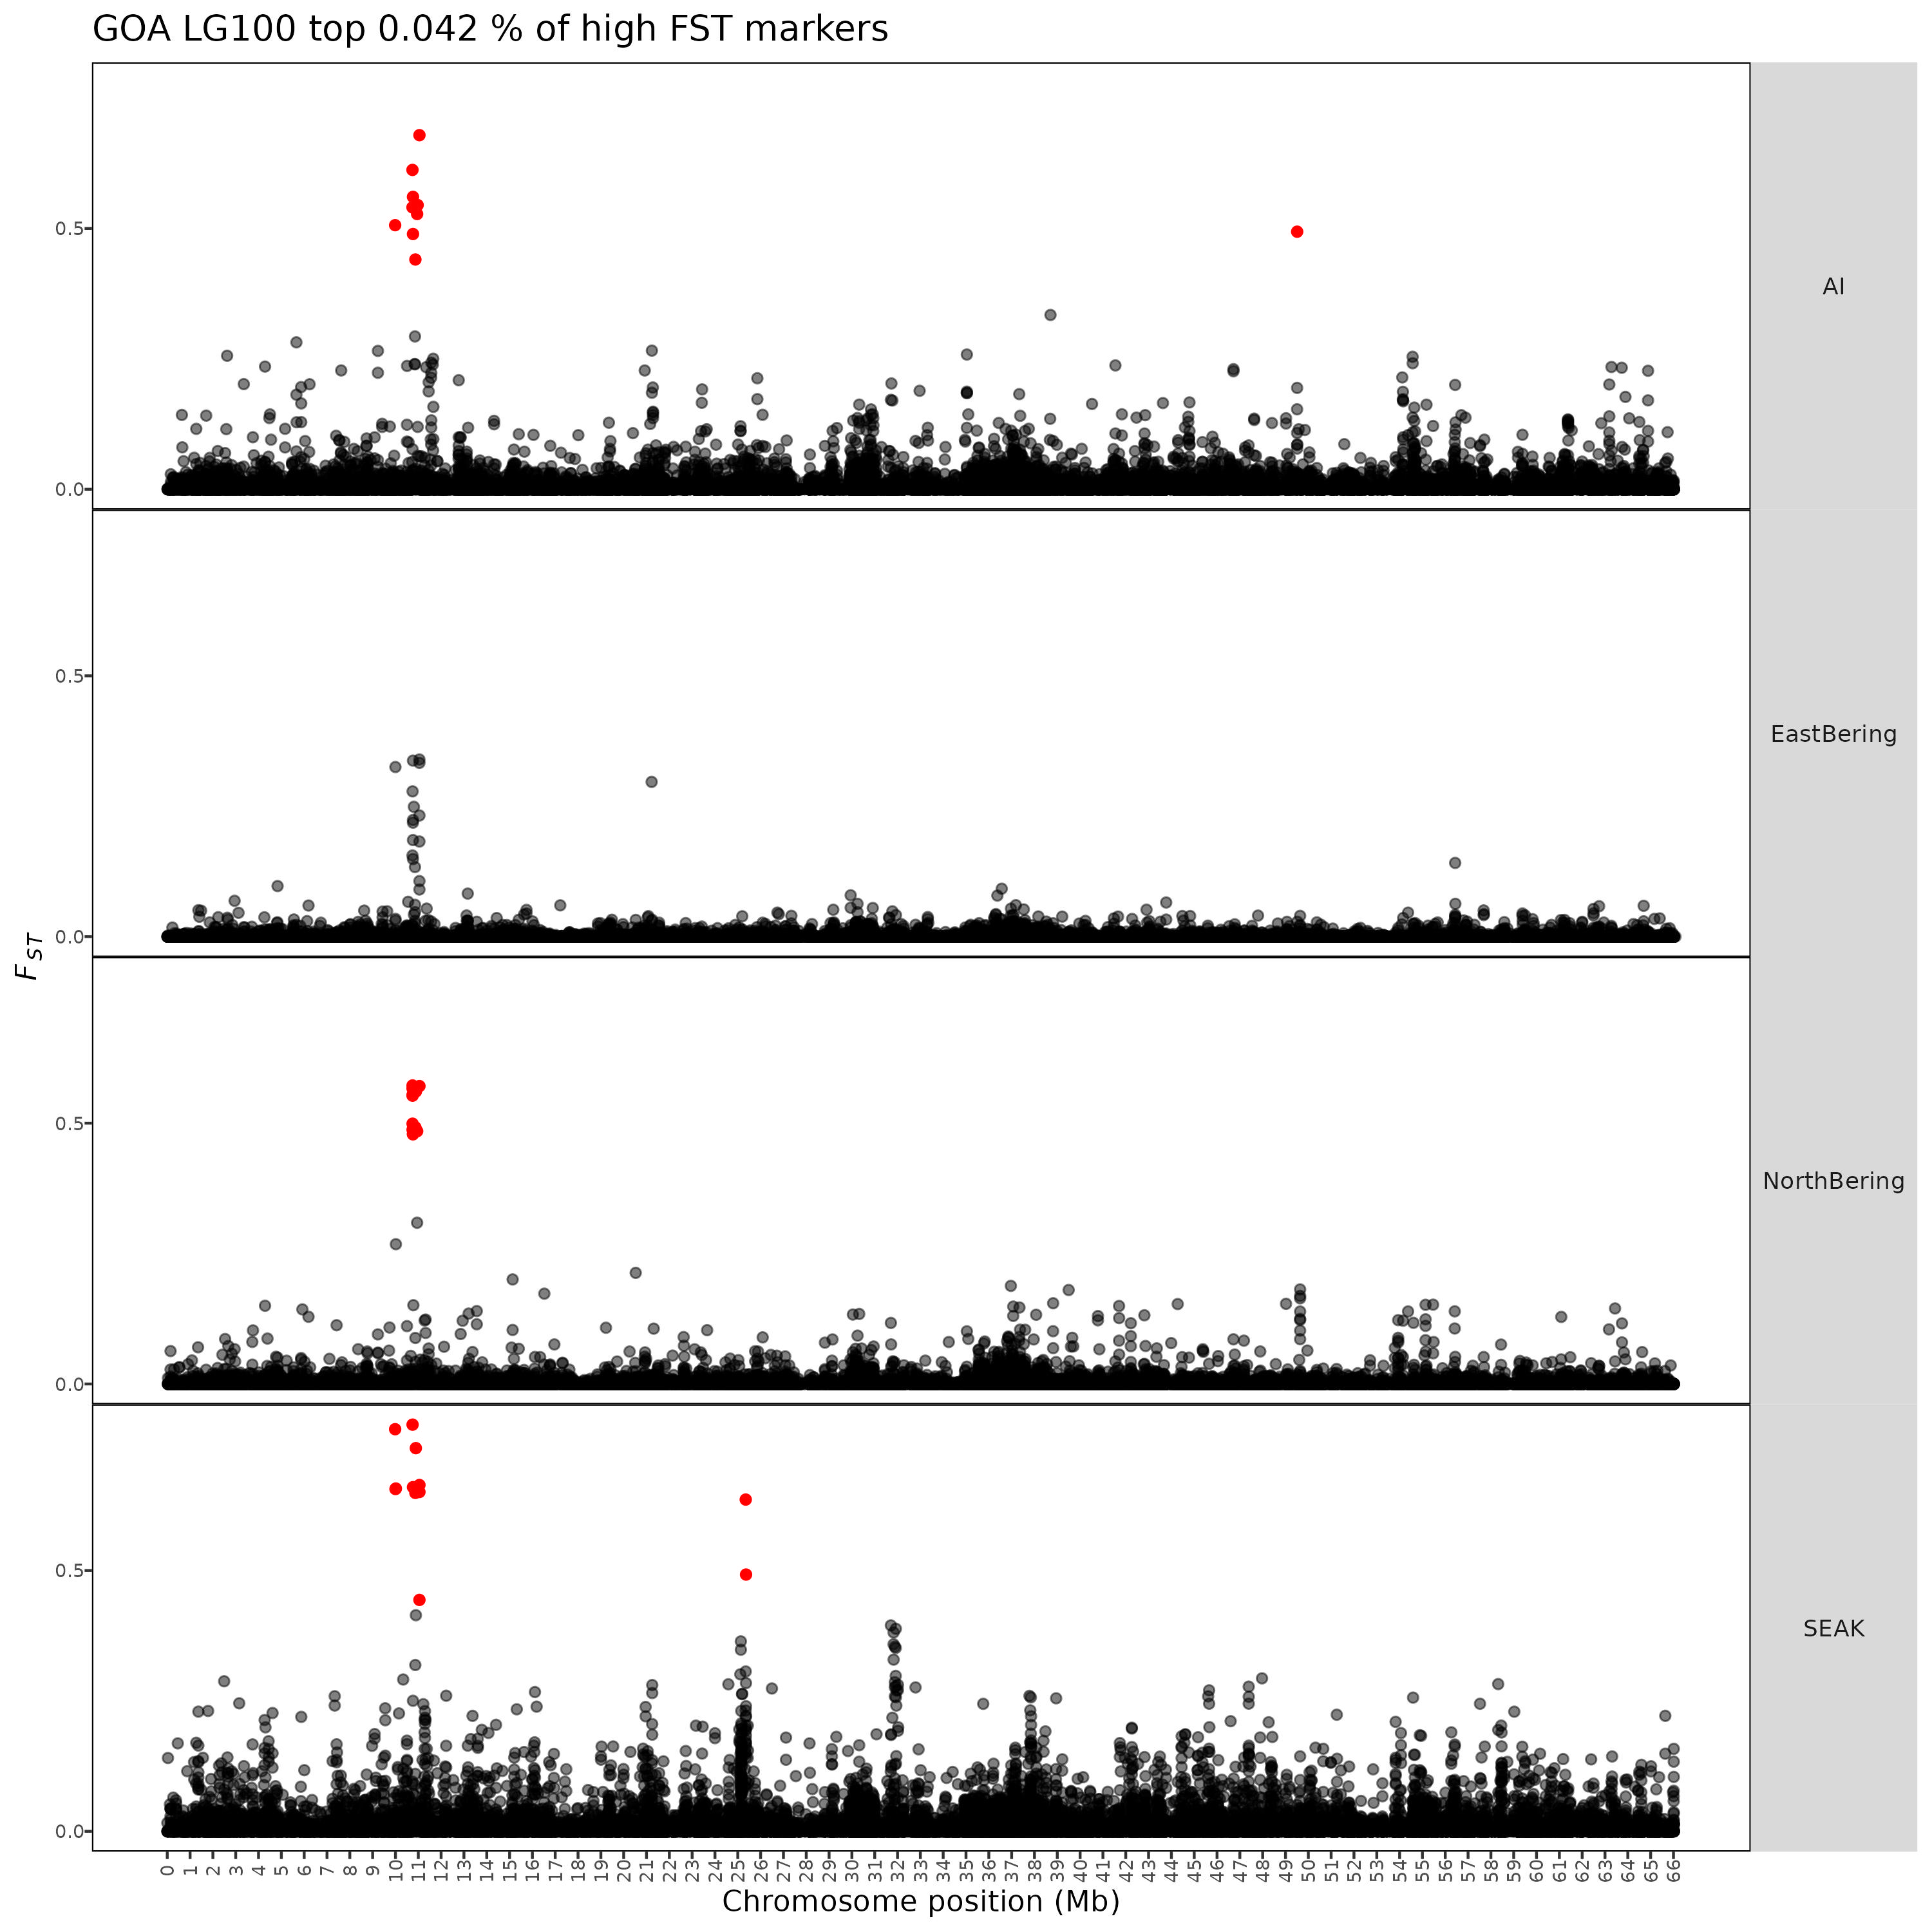 GOA LG100 top 0.042 % of high FST markers
0.5
0.0
AI
0.5
0.0
EastBering
FST
0.5
0.0
NorthBering
0.5
0.0
SEAK
0 1 2 3 4 5 6 7 8 9 10 11 12 13 14 15 16 17 18 19 20 21 22 23 24 25 26 27 28 29 30 31 32 33 34 35 36 37 38 39 40 41 42 43 44 45 46 47 48 49 50 51 52 53 54 55 56 57 58 59 60 61 62 63 64 65 66
Chromosome position (Mb)